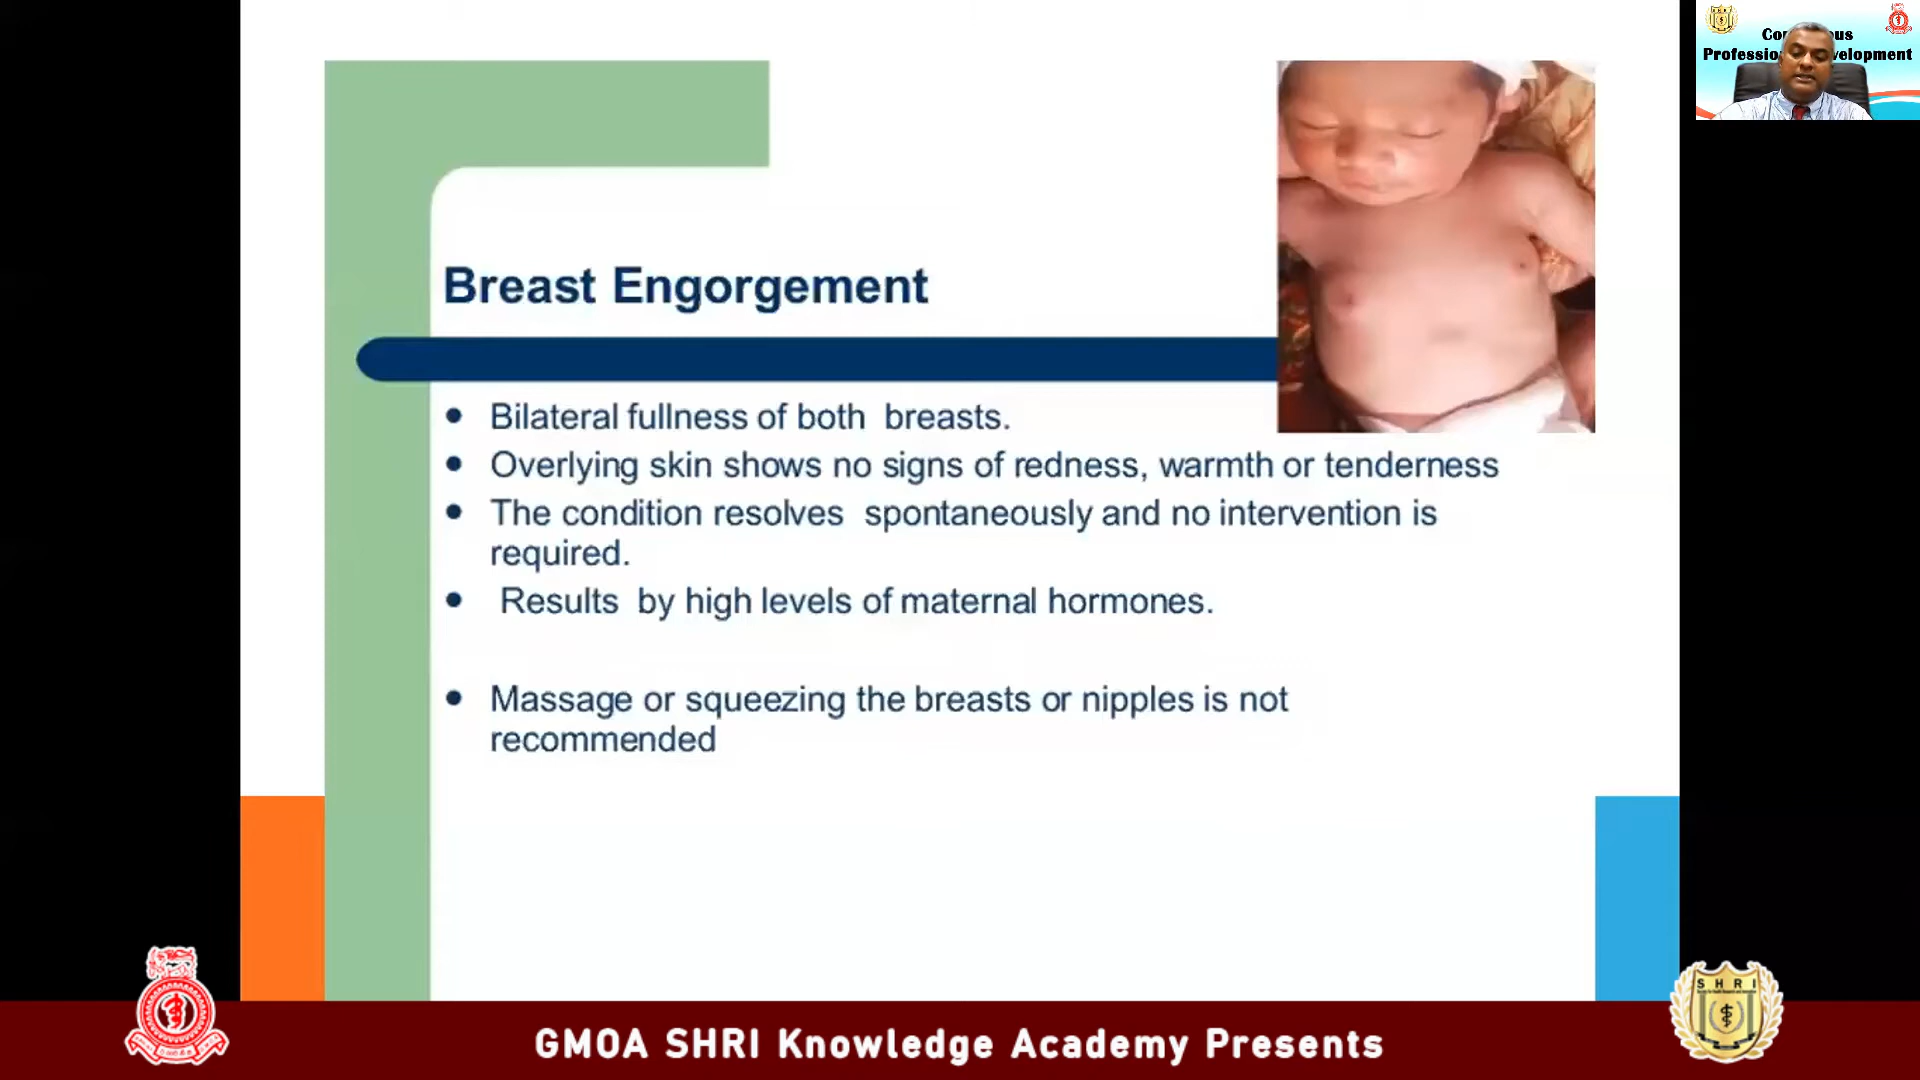 Continuous
Professional Development
Breast Engorgement
• Bilateral fullness of both breasts.
• Overlying skin shows no signs of redness, warmth or tenderness
• The condition resolves spontaneously and no intervention is
required.
• Results by high levels of maternal hormones.
• Massage or squeezing the breasts or nipples is not
recommended
SHRI
GMOA SHRI Knowledge Academy Presents